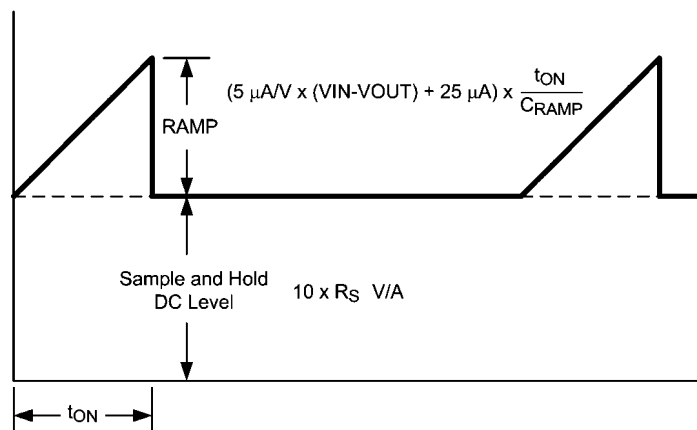 (5 μA/V x (VIN-VOUT) + 25 μA) x tON
CRAMP
RAMP
Sample and Hold
DC Level
10 x RS V/A
tON